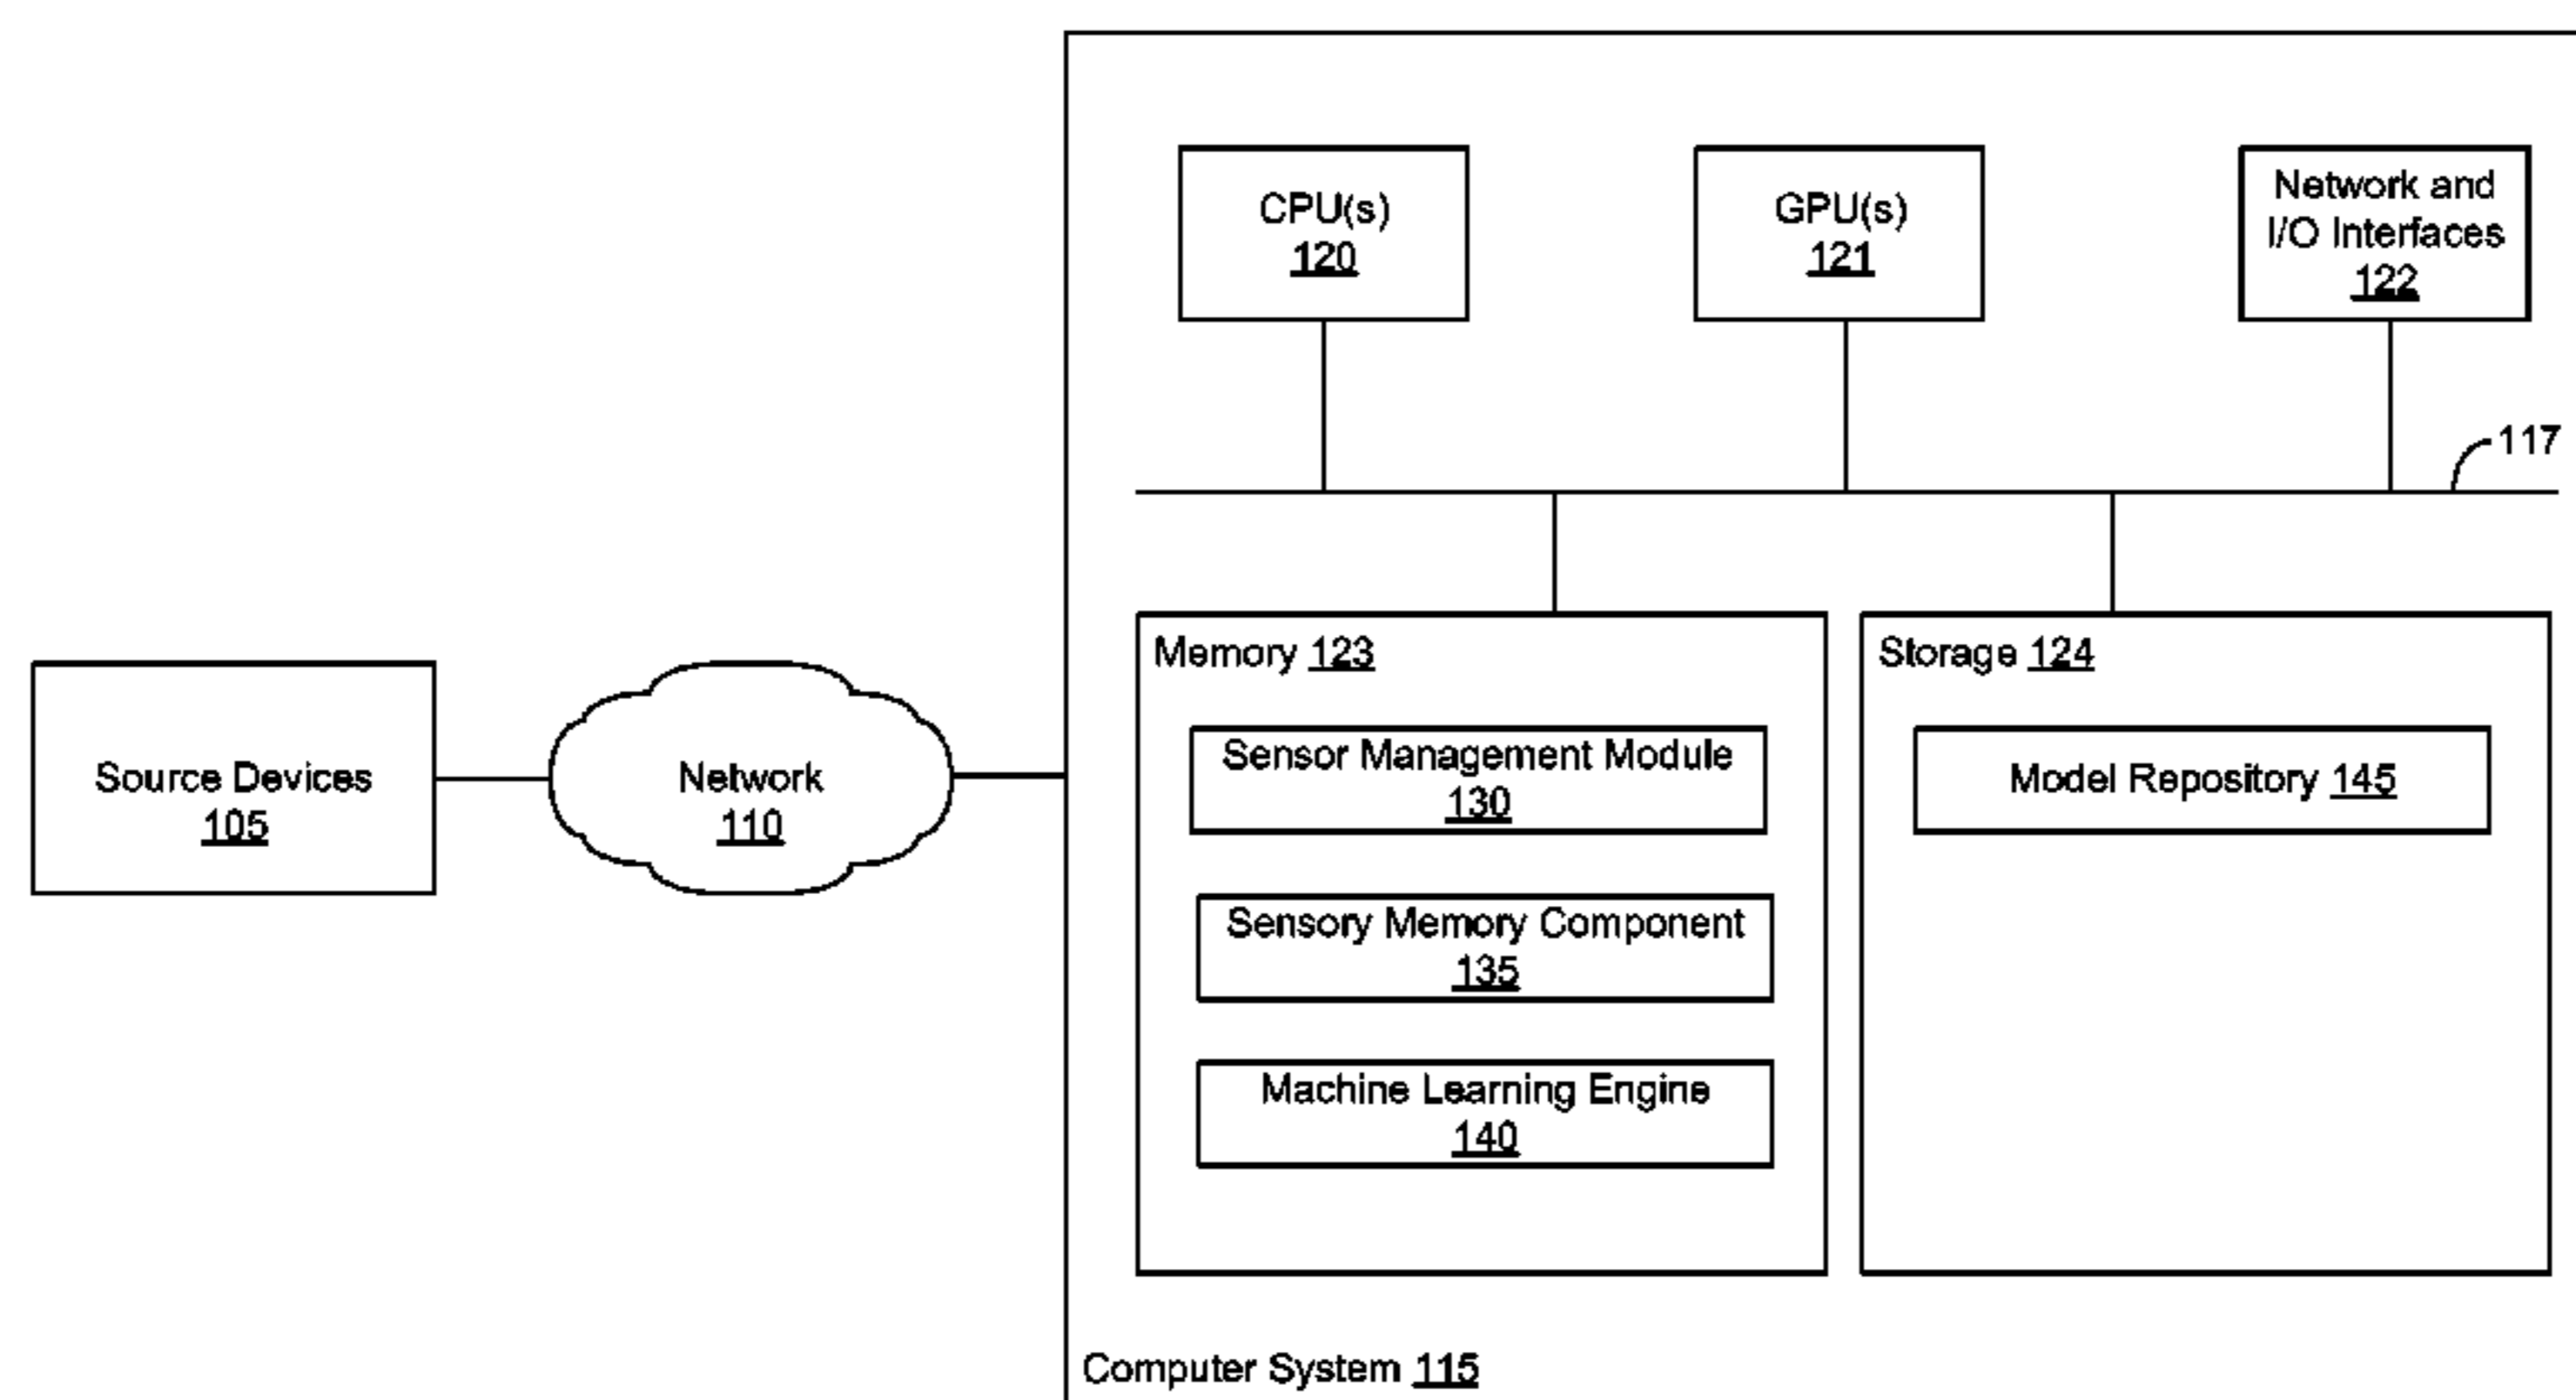 CPU(s)
120
GPU(s)
121
Network and
I/O Interfaces
122
117
Memory 123
Storage 124
Sensor Management Module
130
Model Repository 145
Source Devices
105
Network
110
Sensory Memory Component
135
Machine Learning Engine
140
Computer System 115